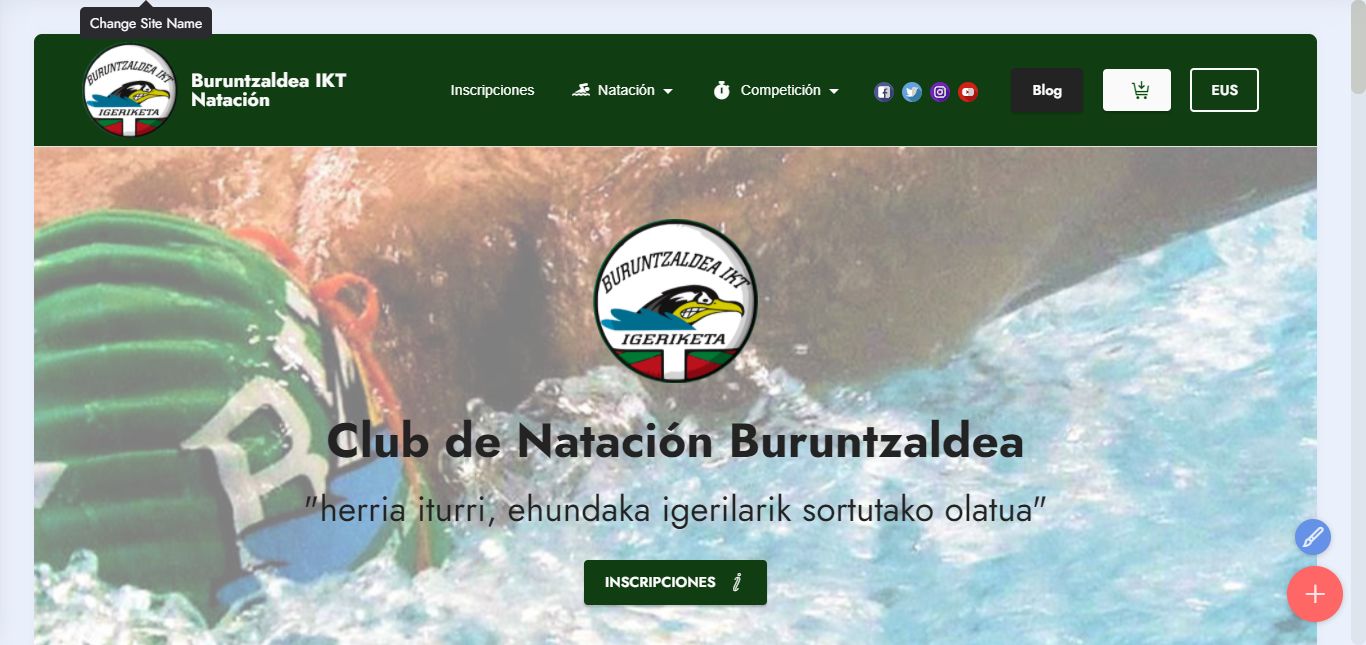 Change Site Name
BURUNTZALDEA IKT
IGERIKETA
Buruntzaldea IKT
Natación
Inscripciones
Natación
Competición
Blog
EUS
BURUNTZALDEA IKT
IGERIKETA
Club de Natación Buruntzaldea
"herria iturri, ehundaka igerilarik sortutako olatua"
INSCRIPCIONES